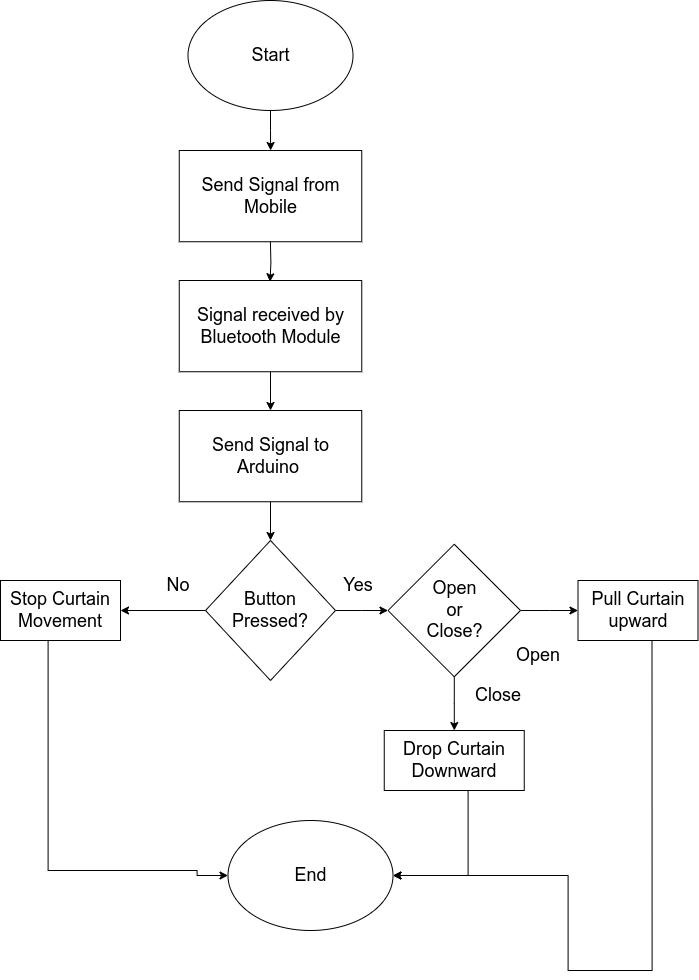 Start
Send Signal from
Mobile
Signal received by
Bluetooth Module
Send Signal to
Arduino
No
Button
Pressed?
Yes
Open
or
Close?
Stop Curtain
Movement
Pull Curtain
upward
Open
Close
Drop Curtain
Downward
End